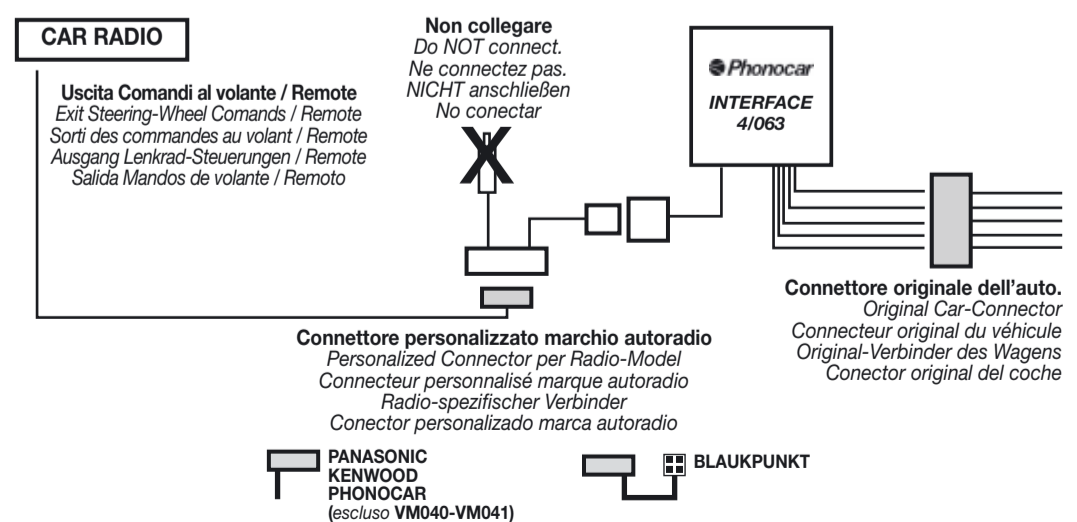 CAR RADIO
Uscita Comandi al volante / Remote
Exit Steering-Wheel Comands / Remote
Sorti des commandes au volant / Remote
Ausgang Lenkrad-Steuerungen / Remote
Salida Mandos de volante / Remoto
Non collegare
Do NOT connect.
Ne connectez pas.
NICHT anschließen
No conectar
Phonocar
INTERFACE
4/063
Connettore originale dell'auto.
Original Car-Connector
Connecteur original du véhicule
Original-Verbinder des Wagens
Conector original del coche
Connettore personalizzato marchio autoradio
Personalized Connector per Radio-Model
Connecteur personnalisé marque autoradio
Radio-spezifischer Verbinder
Conector personalizado marca autoradio
PANASONIC
KENWOOD
PHONOCAR
(escluso VM040-VM041)
BLAUKPUNKT